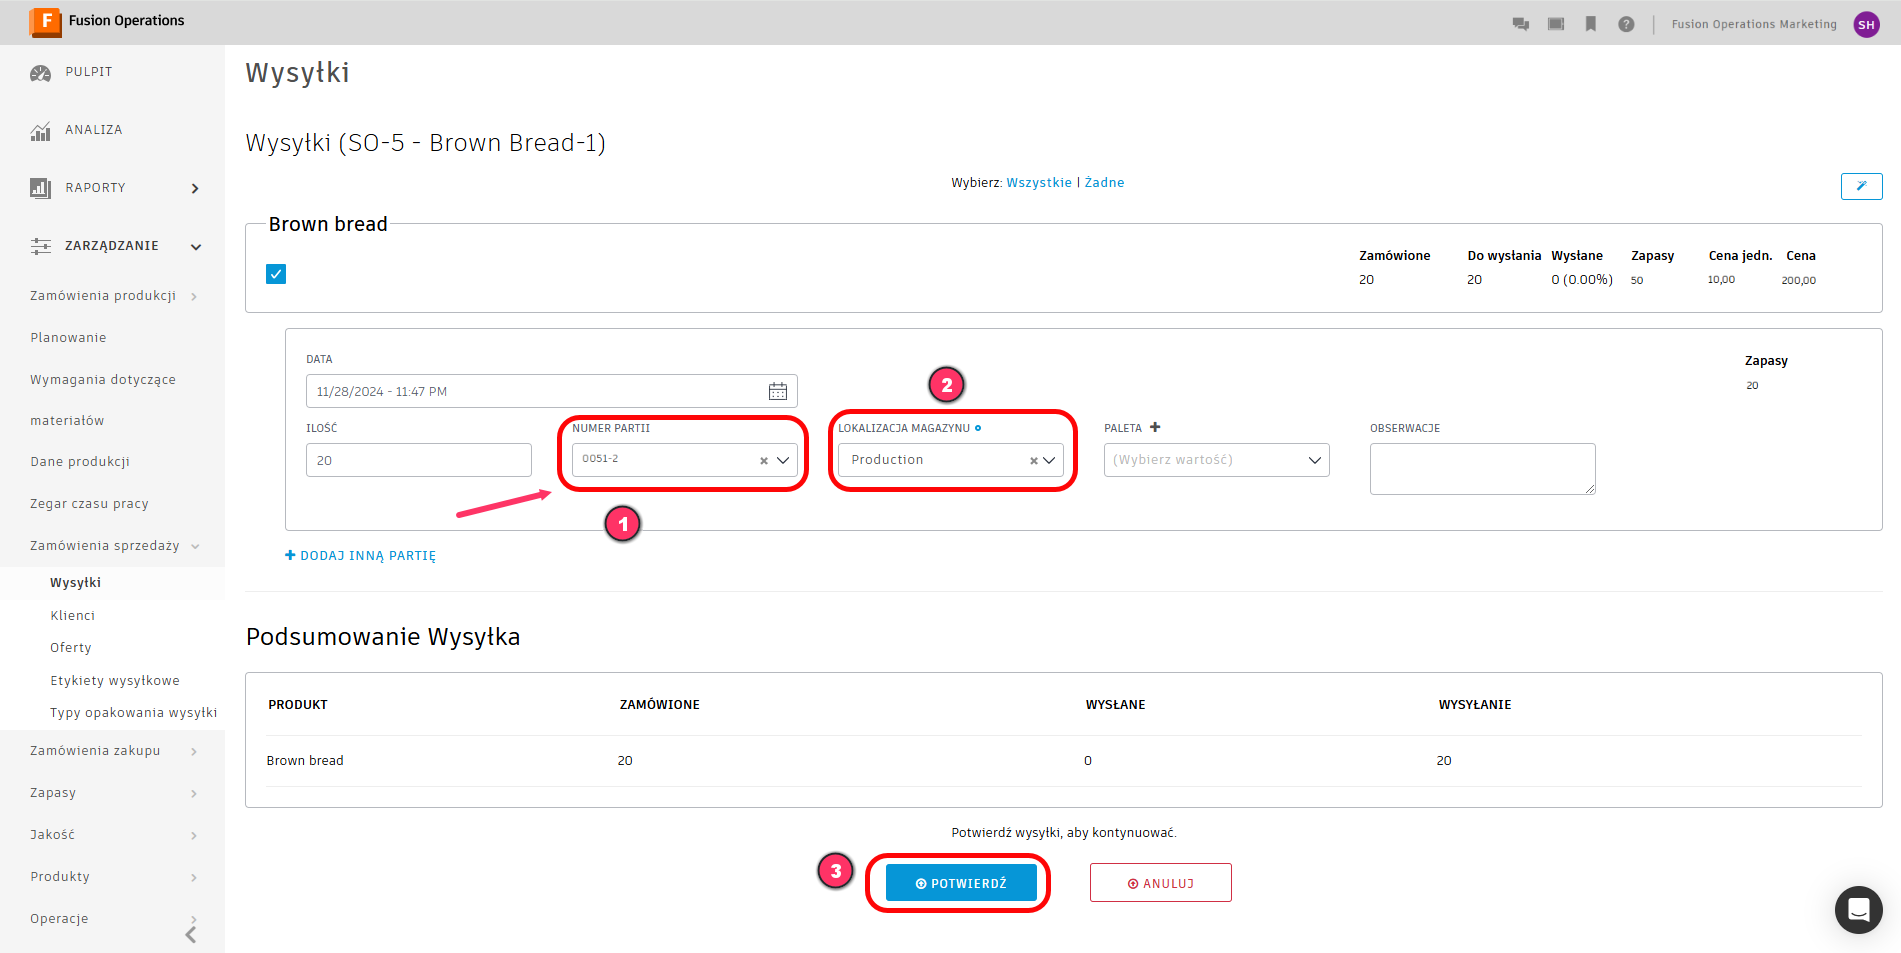 F Fusion Operations
Fusion Operations Marketing SH
PULPIT
ANALIZA
RAPORTY
ZARZĄDZANIE
Zamówienia produkcji
Planowanie
Wymagania dotyczące
materiałów
Dane produkcji
Zegar czasu pracy
Zamówienia sprzedaży
Wysyłki
Klienci
Oferty
Etykiety wysyłkowe
Typy opakowania wysyłki
Zamówienia zakupu
Zapasy
Jakość
Produkty
Operacje
Wysyłki
Wysyłki (SO-5 - Brown Bread-1)
Wybierz: Wszystkie | Żadne
Brown bread
Zamówione Do wysłania Wysłane Zapasy Cena jedn. Cena
20 20 0 (0.00%) 50 10,00 200,00
DATA
11/28/2024 - 11:47 PM
Zapasy
20
2
ILOŚĆ NUMER PARTII LOKALIZACJA MAGAZYNU PALETA + OBSERWACJE
20 0051-2 Production (Wybierz wartość)
1
+ DODAJ INNĄ PARTIĘ
Podsumowanie Wysyłka
PRODUKT ZAMÓWIONE WYSŁANE WYSYŁANIE
Brown bread 20 0 20
Potwierdź wysyłki, aby kontynuować.
3 POTWIERDŹ ANULUJ